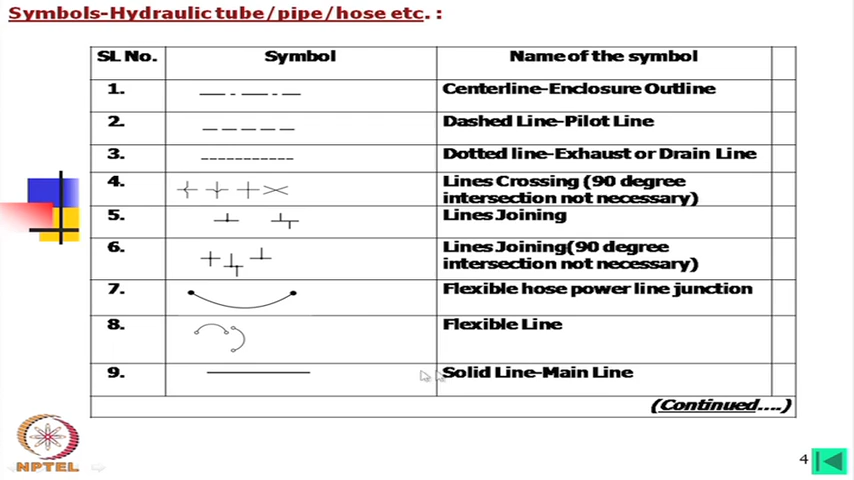 Symbols-Hydraulic tube/pipe/hose etc. :
SL No. Symbol Name of the symbol
1. Centerline-Enclosure Outline
2. Dashed Line-Pilot Line
3. Dotted line-Exhaust or Drain Line
4. Lines Crossing (90 degree
intersection not necessary)
5. Lines Joining
6. Lines Joining(90 degree
intersection not necessary)
7. Flexible hose power line junction
8. Flexible Line
9. Solid Line-Main Line
(Continued....)
NPTEL
4